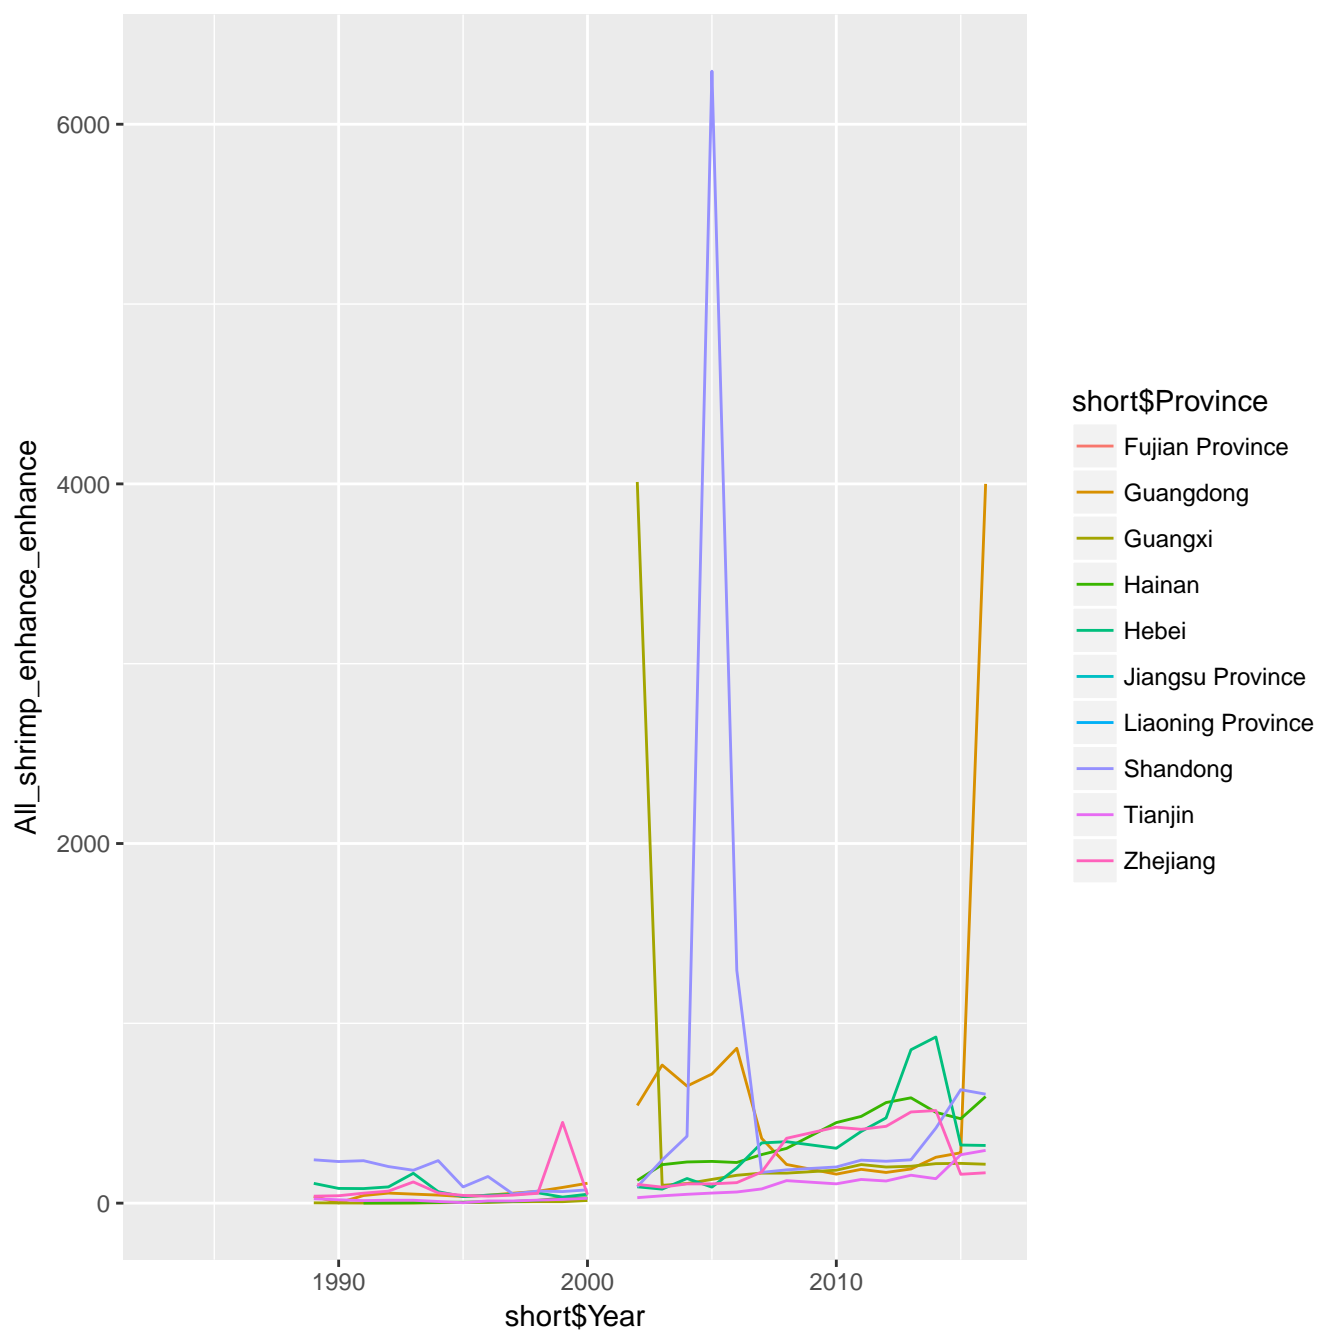 6000
4000
2000
0
All_shrimp_enhance_enhance
1990
2000
2010
short$Year
short$Province
Fujian Province
Guangdong
Guangxi
Hainan
Hebei
Jiangsu Province
Liaoning Province
Shandong
Tianjin
Zhejiang